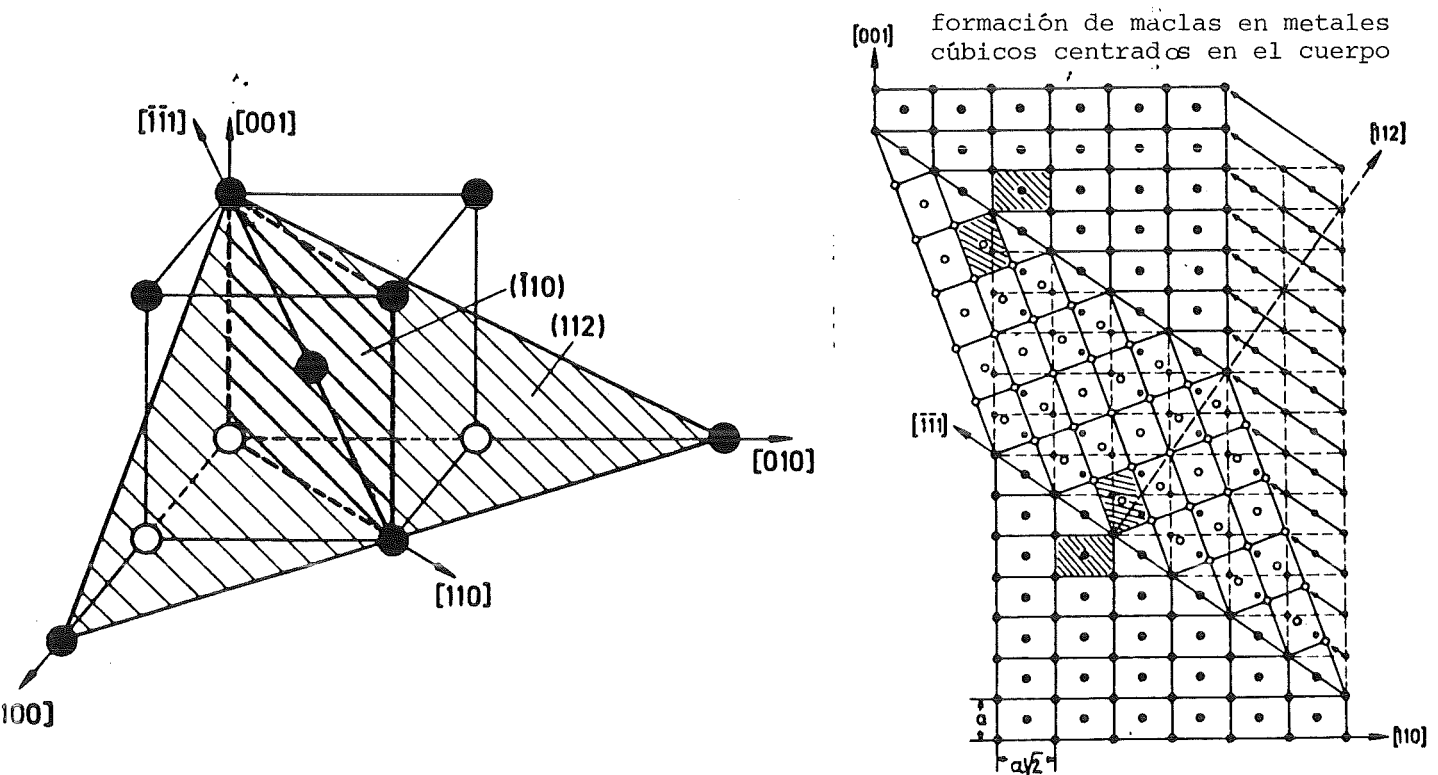 formación de maclas en metales
cúbicos centrados en el cuerpo
[001]
[1̄1̄1]
[001]
[112]
(1̄10)
(112)
[1̄1̄1]
[010]
[110]
100]
a
a√2
[110]